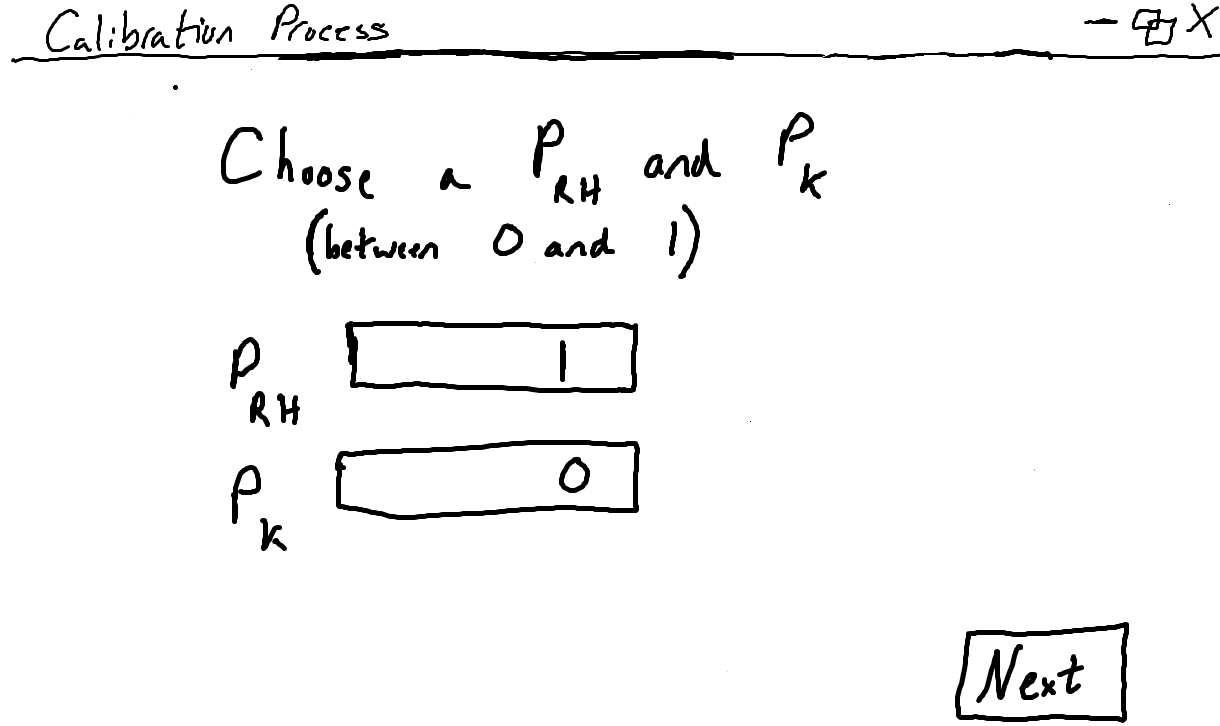 Calibration Process
Choose a P_RH and P_K
(between 0 and 1)
P_RH 1
P_K 0
Next